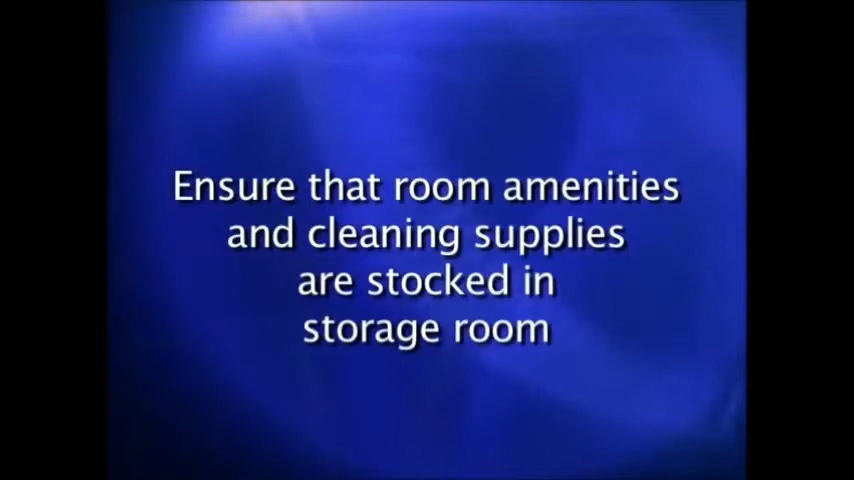 Ensure that room amenities
and cleaning supplies
are stocked in
storage room